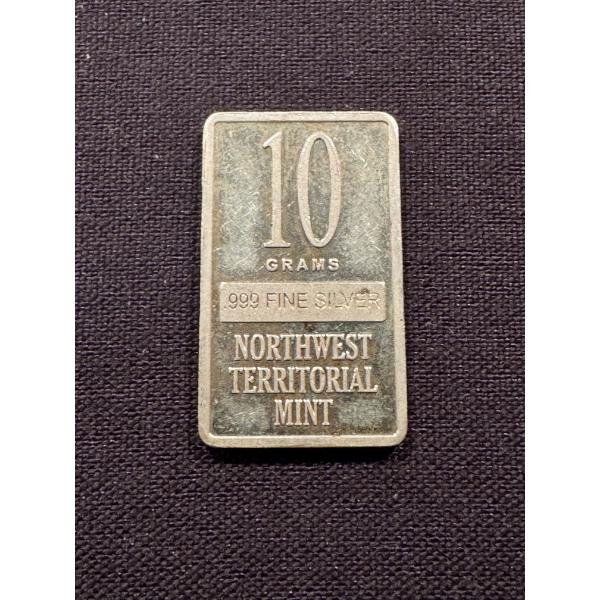 10
GRAMS
.999 FINE SILVER
NORTHWEST
TERRITORIAL
MINT